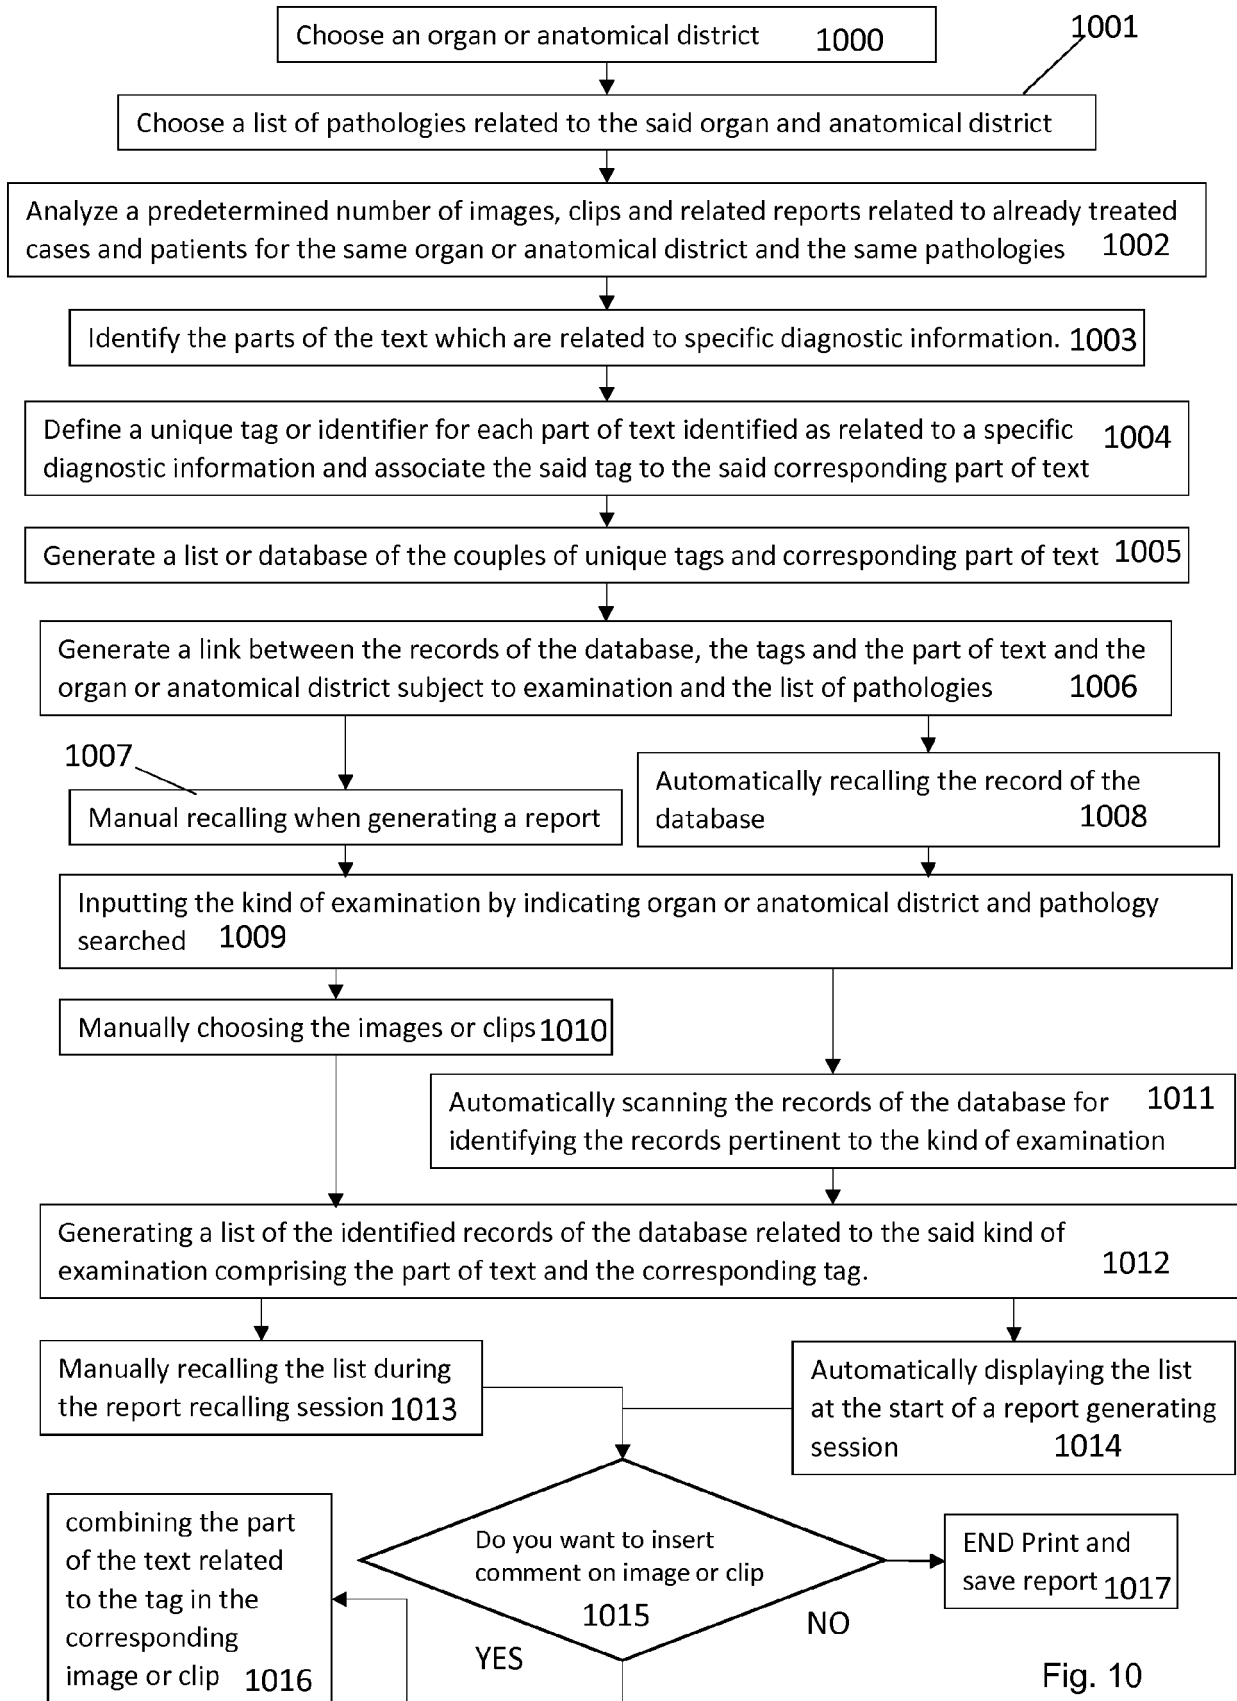 Choose an organ or anatomical district 1000
1001
Choose a list of pathologies related to the said organ and anatomical district
Analyze a predetermined number of images, clips and related reports related to already treated
cases and patients for the same organ or anatomical district and the same pathologies 1002
Identify the parts of the text which are related to specific diagnostic information. 1003
Define a unique tag or identifier for each part of text identified as related to a specific 1004
diagnostic information and associate the said tag to the said corresponding part of text
Generate a list or database of the couples of unique tags and corresponding part of text 1005
Generate a link between the records of the database, the tags and the part of text and the
organ or anatomical district subject to examination and the list of pathologies 1006
1007
Manual recalling when generating a report
Automatically recalling the record of the
database 1008
Inputting the kind of examination by indicating organ or anatomical district and pathology
searched 1009
Manually choosing the images or clips 1010
Automatically scanning the records of the database for 1011
identifying the records pertinent to the kind of examination
Generating a list of the identified records of the database related to the said kind of
examination comprising the part of text and the corresponding tag. 1012
Manually recalling the list during
the report recalling session 1013
Automatically displaying the list
at the start of a report generating
session 1014
combining the part
of the text related
to the tag in the
corresponding
image or clip 1016
Do you want to insert
comment on image or clip
1015
YES
NO
END Print and
save report 1017
Fig. 10